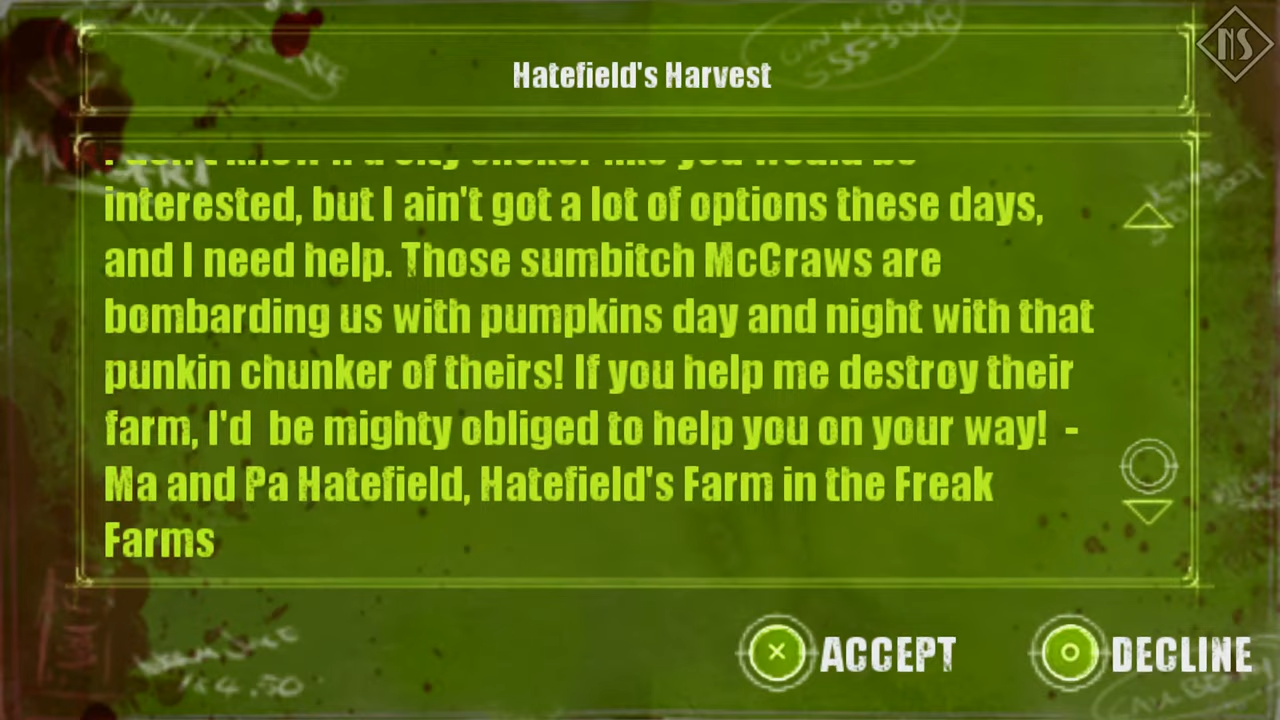 NS
Hatefield's Harvest
interested, but I ain't got a lot of options these days,
and I need help. Those sumbitch McGraws are
bombarding us with pumpkins day and night with that
punkin chunker of theirs! If you help me destroy their
farm, I'd  be mighty obliged to help you on your way!  -
Ma and Pa Hatefield, Hatefield's Farm in the Freak
Farms
ACCEPT
DECLINE